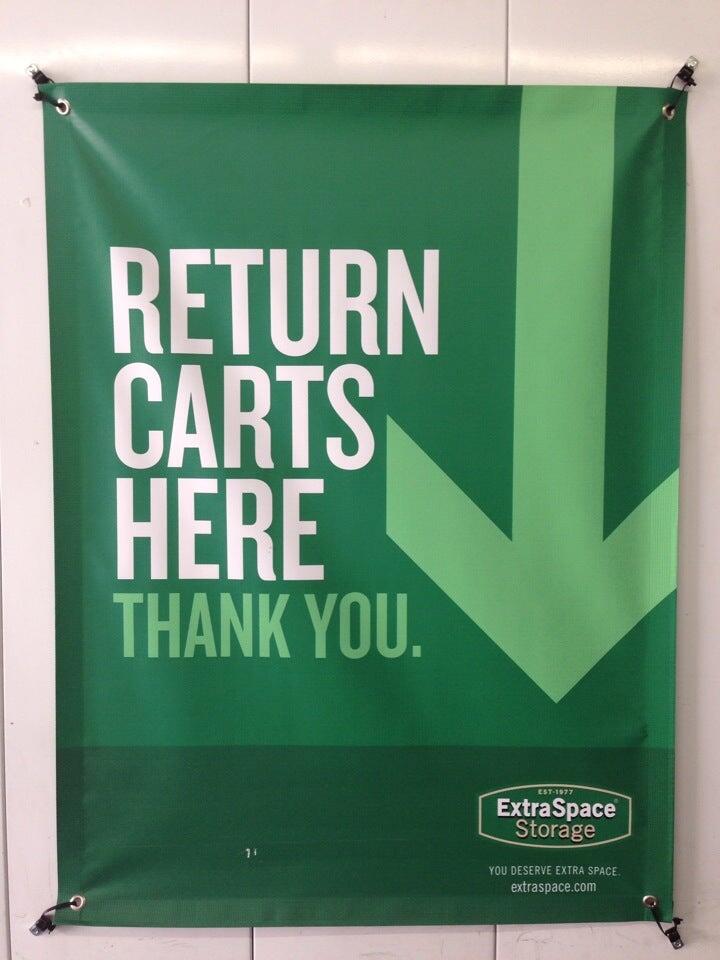 RETURN
CARTS
HERE
THANK YOU.
EST·1977
ExtraSpace®
Storage
YOU DESERVE EXTRA SPACE.
extraspace.com